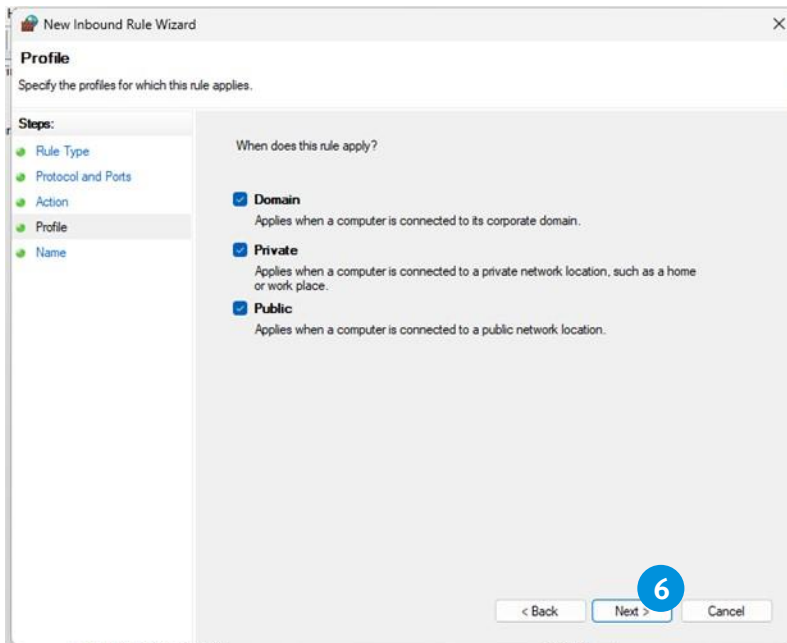 New Inbound Rule Wizard
Profile
Specify the profiles for which this rule applies.
Steps:
Rule Type
Protocol and Ports
Action
Profile
Name
When does this rule apply?
Domain
Applies when a computer is connected to its corporate domain.
Private
Applies when a computer is connected to a private network location, such as a home
or work place.
Public
Applies when a computer is connected to a public network location.
6
< Back
Next >
Cancel